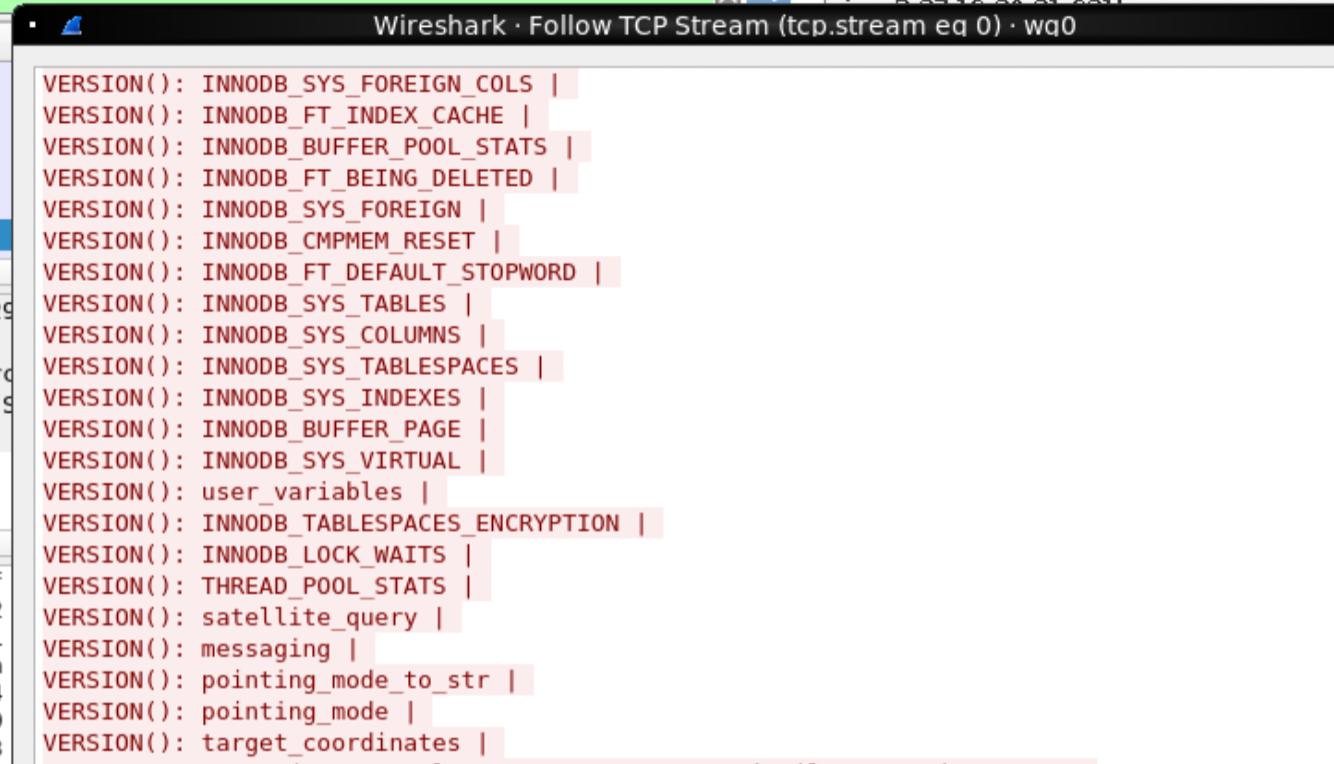 Wireshark · Follow TCP Stream (tcp.stream eq 0) · wg0
VERSION(): INNODB_SYS_FOREIGN_COLS |
VERSION(): INNODB_FT_INDEX_CACHE |
VERSION(): INNODB_BUFFER_POOL_STATS |
VERSION(): INNODB_FT_BEING_DELETED |
VERSION(): INNODB_SYS_FOREIGN |
VERSION(): INNODB_CMPMEM_RESET |
VERSION(): INNODB_FT_DEFAULT_STOPWORD |
VERSION(): INNODB_SYS_TABLES |
VERSION(): INNODB_SYS_COLUMNS |
VERSION(): INNODB_SYS_TABLESPACES |
VERSION(): INNODB_SYS_INDEXES |
VERSION(): INNODB_BUFFER_PAGE |
VERSION(): INNODB_SYS_VIRTUAL |
VERSION(): user_variables |
VERSION(): INNODB_TABLESPACES_ENCRYPTION |
VERSION(): INNODB_LOCK_WAITS |
VERSION(): THREAD_POOL_STATS |
VERSION(): satellite_query |
VERSION(): messaging |
VERSION(): pointing_mode_to_str |
VERSION(): pointing_mode |
VERSION(): target_coordinates |